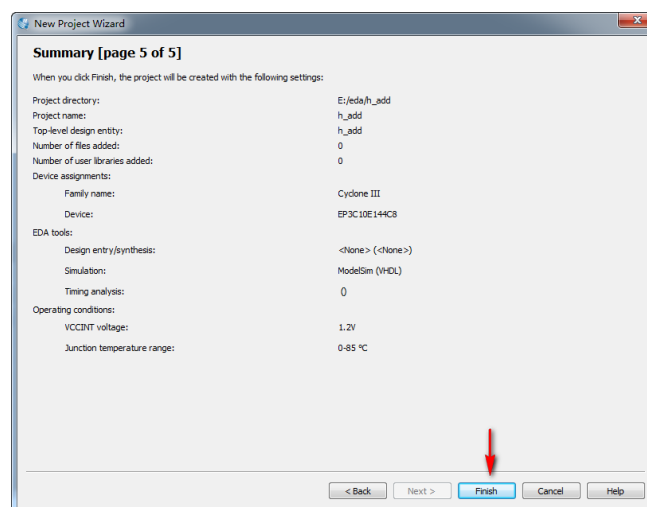 New Project Wizard
Summary [page 5 of 5]
When you click Finish, the project will be created with the following settings:
Project directory: E:/eda/h_add
Project name: h_add
Top-level design entity: h_add
Number of files added: 0
Number of user libraries added: 0
Device assignments:
Family name: Cyclone III
Device: EP3C10E144C8
EDA tools:
Design entry/synthesis: <None> (<None>)
Simulation: ModelSim (VHDL)
Timing analysis: ()
Operating conditions:
VCCINT voltage: 1.2V
Junction temperature range: 0-85 ºC
< Back Next > Finish Cancel Help